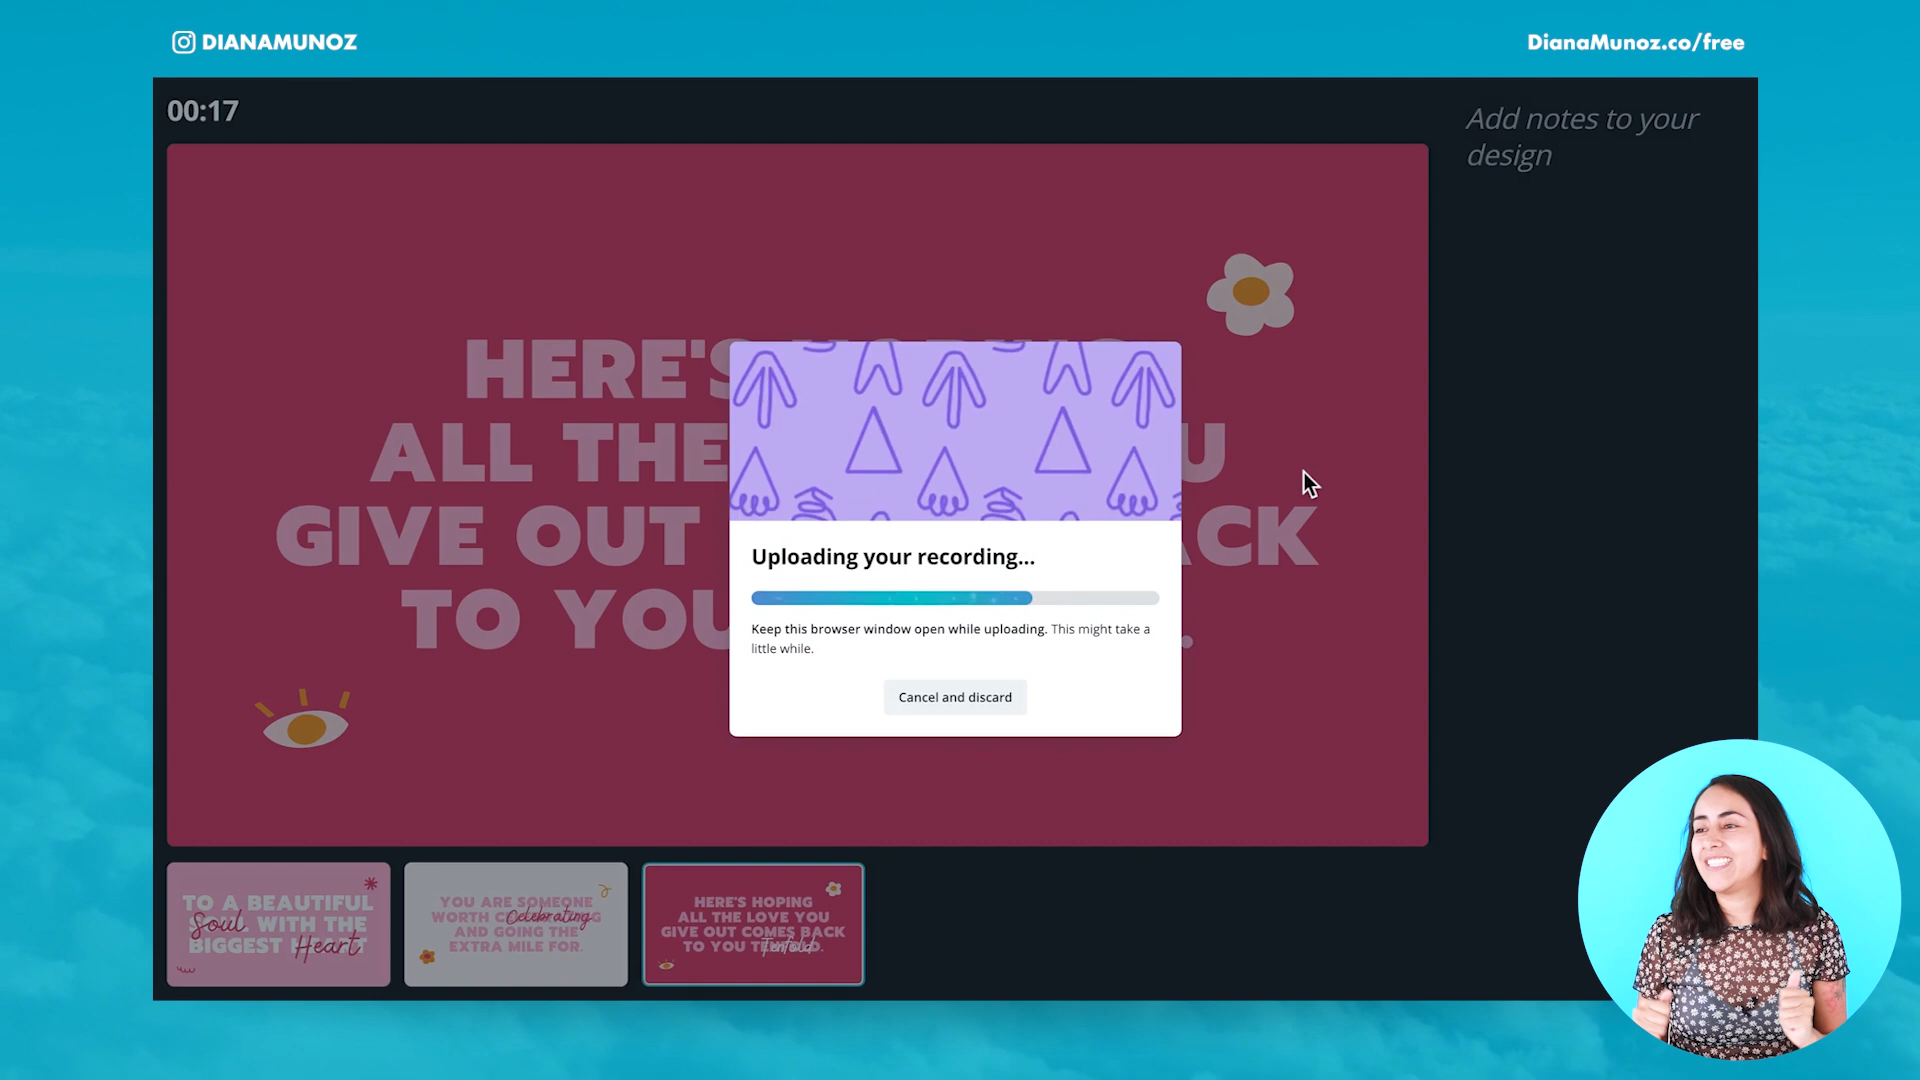 DIANAMUNOZ
DianaMunoz.co/free
00:17
Add notes to your
design
HERE'S
ALL THE U
GIVE OUT ACK
TO YOU .
Uploading your recording...
Keep this browser window open while uploading. This might take a
little while.
Cancel and discard
TO A BEAUTIFUL
Soul WITH THE
BIGGEST Heart
YOU ARE SOMEONE
WORTH Celebrating
AND GOING THE
EXTRA MILE FOR.
HERE'S HOPING
ALL THE LOVE YOU
GIVE OUT COMES BACK
TO YOU Tenfold.